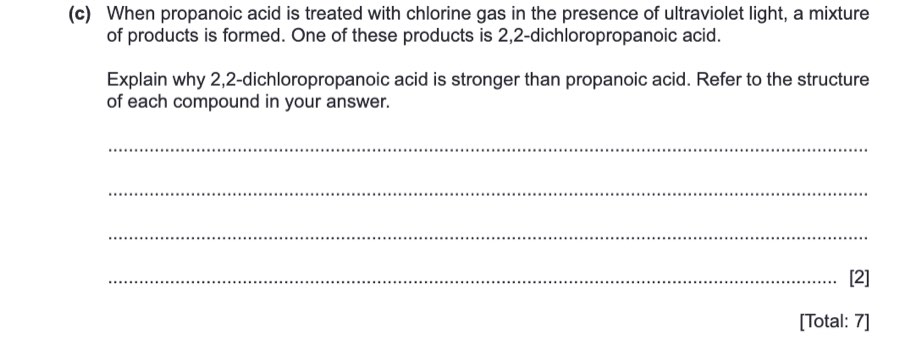 (c) When propanoic acid is treated with chlorine gas in the presence of ultraviolet light, a mixture
of products is formed. One of these products is 2,2-dichloropropanoic acid.
Explain why 2,2-dichloropropanoic acid is stronger than propanoic acid. Refer to the structure
of each compound in your answer.
[2]
[Total: 7]